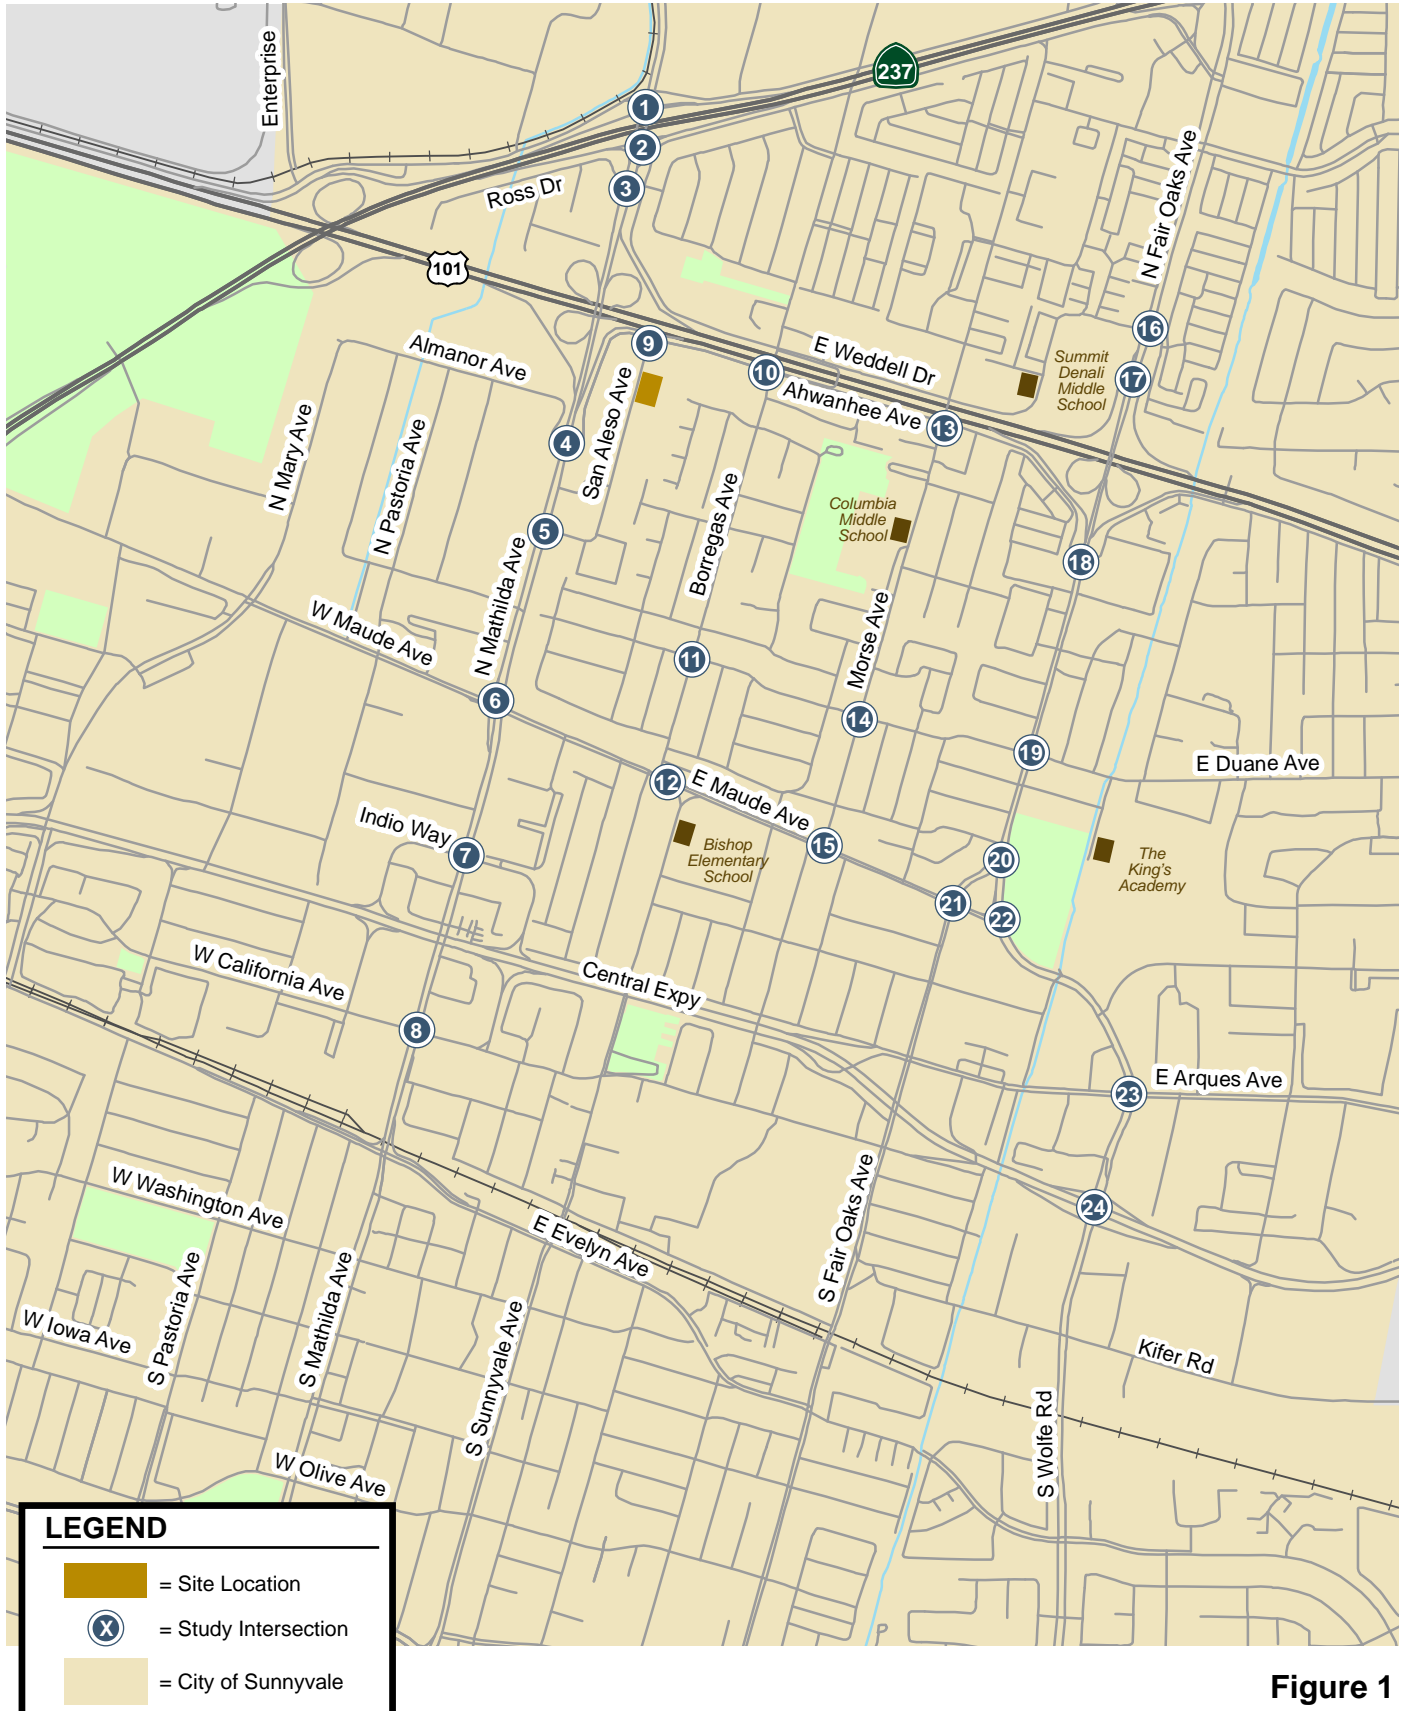 Enterprise
237
1
2
3
Ross Dr
N Fair Oaks Ave
101
16
9
E Weddell Dr
Almanor Ave
10
Summit
Denali
Middle
School
17
Ahwanhee Ave
13
San Aleso Ave
4
N Mary Ave
N Pastoria Ave
Borregas Ave
Columbia
Middle
School
5
18
N Mathilda Ave
W Maude Ave
Morse Ave
11
6
14
19
E Duane Ave
12
E Maude Ave
Indio Way
7
Bishop
Elementary
School
15
20
The
King's
Academy
21
22
W California Ave
Central Expy
8
E Arques Ave
23
W Washington Ave
S Fair Oaks Ave
24
E Evelyn Ave
S Pastoria Ave
S Mathilda Ave
W Iowa Ave
S Sunnyvale Ave
Kifer Rd
S Wolfe Rd
W Olive Ave
LEGEND
= Site Location
X
= Study Intersection
= City of Sunnyvale
Figure 1